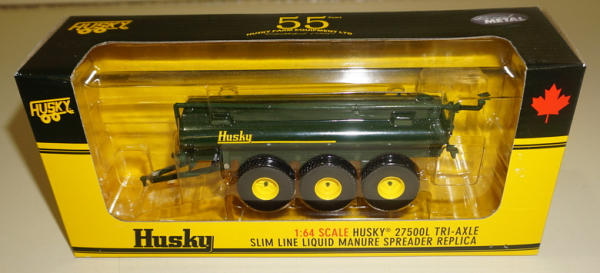 HUSKY
55 Years
HUSKY FARM EQUIPMENT LTD
METAL
HUSKY
Husky
Husky
1:64 SCALE HUSKY® 27500L TRI-AXLE
SLIM LINE LIQUID MANURE SPREADER REPLICA